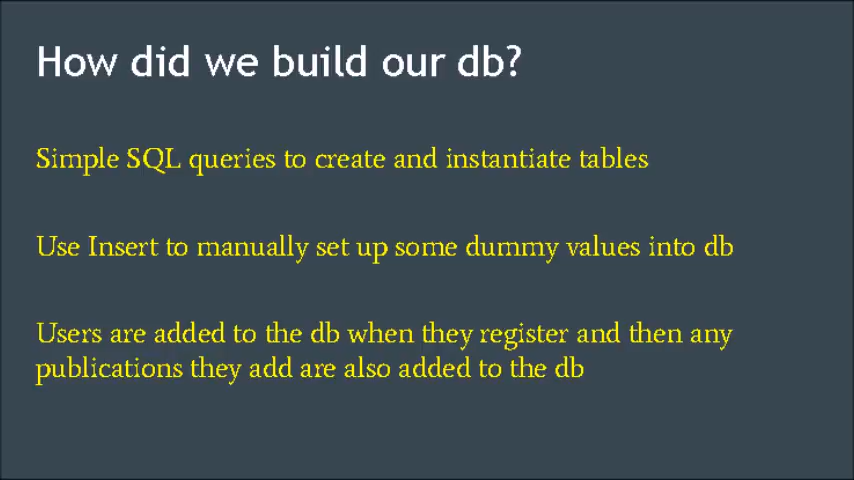 How did we build our db?
Simple SQL queries to create and instantiate tables
Use Insert to manually set up some dummy values into db
Users are added to the db when they register and then any
publications they add are also added to the db